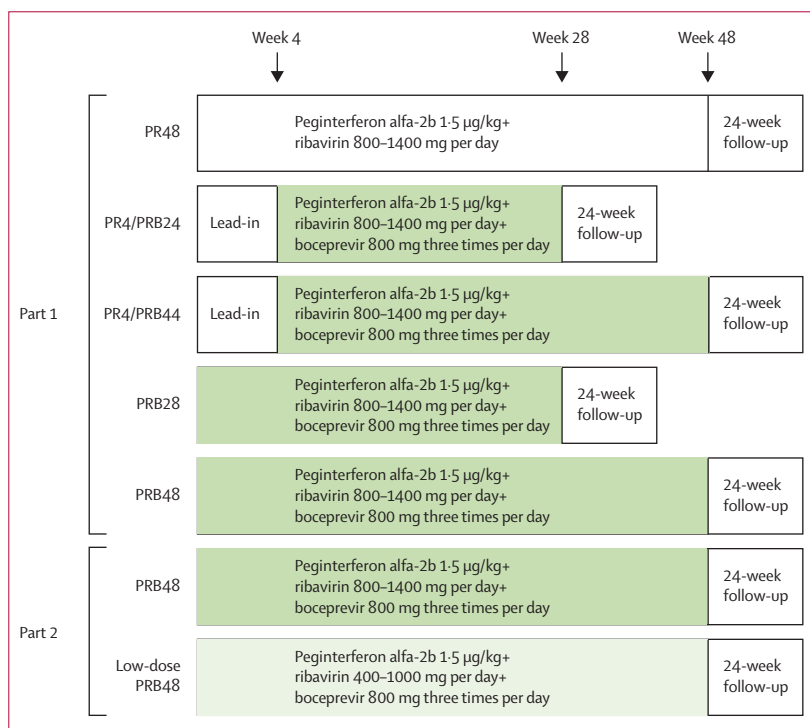 Week 4 Week 28 Week 48
Part 1
PR48
Peginterferon alfa-2b 1·5 µg/kg+
ribavirin 800–1400 mg per day
24-week
follow-up
PR4/PRB24
Lead-in
Peginterferon alfa-2b 1·5 µg/kg+
ribavirin 800–1400 mg per day+
boceprevir 800 mg three times per day
24-week
follow-up
PR4/PRB44
Lead-in
Peginterferon alfa-2b 1·5 µg/kg+
ribavirin 800–1400 mg per day+
boceprevir 800 mg three times per day
24-week
follow-up
PRB28
Peginterferon alfa-2b 1·5 µg/kg+
ribavirin 800–1400 mg per day+
boceprevir 800 mg three times per day
24-week
follow-up
PRB48
Peginterferon alfa-2b 1·5 µg/kg+
ribavirin 800–1400 mg per day+
boceprevir 800 mg three times per day
24-week
follow-up
Part 2
PRB48
Peginterferon alfa-2b 1·5 µg/kg+
ribavirin 800–1400 mg per day+
boceprevir 800 mg three times per day
24-week
follow-up
Low-dose
PRB48
Peginterferon alfa-2b 1·5 µg/kg+
ribavirin 400–1000 mg per day+
boceprevir 800 mg three times per day
24-week
follow-up